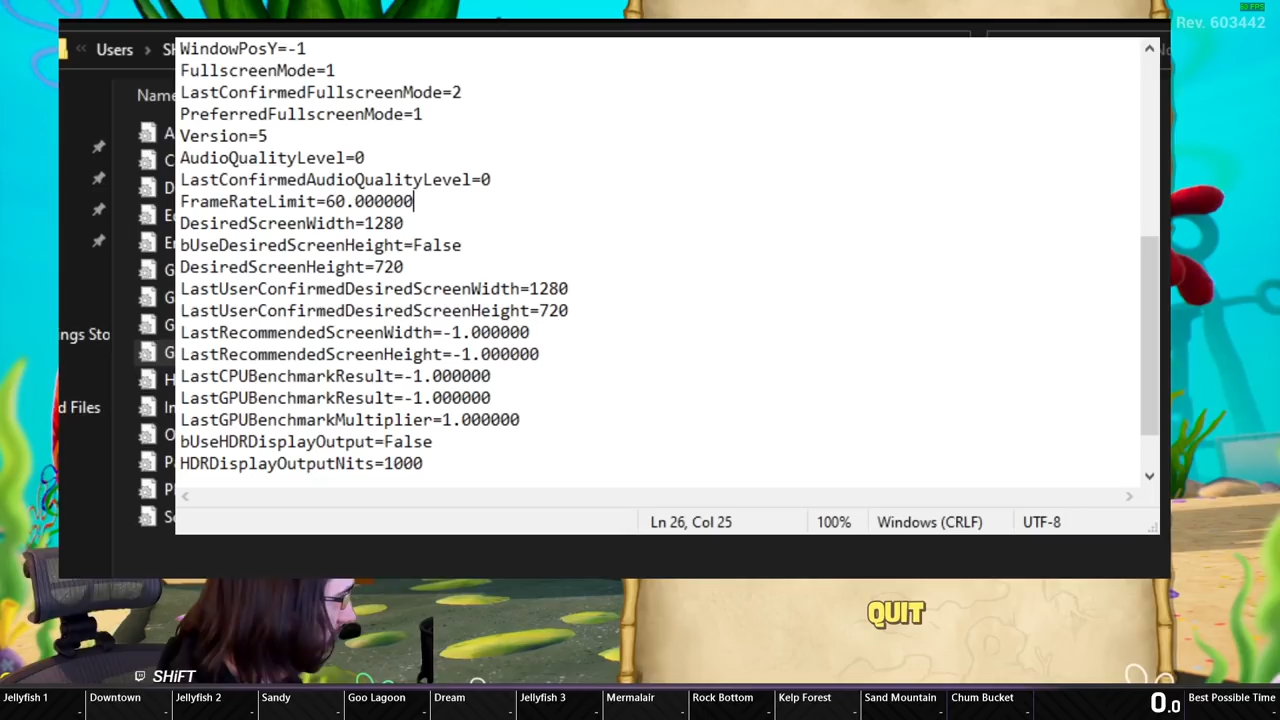 60 FPS
Rev. 603442
Users
Name
WindowPosY=-1
FullscreenMode=1
LastConfirmedFullscreenMode=2
PreferredFullscreenMode=1
Version=5
AudioQualityLevel=0
LastConfirmedAudioQualityLevel=0
FrameRateLimit=60.000000
DesiredScreenWidth=1280
bUseDesiredScreenHeight=False
DesiredScreenHeight=720
LastUserConfirmedDesiredScreenWidth=1280
LastUserConfirmedDesiredScreenHeight=720
LastRecommendedScreenWidth=-1.000000
LastRecommendedScreenHeight=-1.000000
LastCPUBenchmarkResult=-1.000000
LastGPUBenchmarkResult=-1.000000
LastGPUBenchmarkMultiplier=1.000000
bUseHDRDisplayOutput=False
HDRDisplayOutputNits=1000
ings Sto
d Files
Ln 26, Col 25
100%
Windows (CRLF)
UTF-8
QUIT
SHiFT
Jellyfish 1
Downtown
Jellyfish 2
Sandy
Goo Lagoon
Dream
Jellyfish 3
Mermalair
Rock Bottom
Kelp Forest
Sand Mountain
Chum Bucket
0.0
Best Possible Time